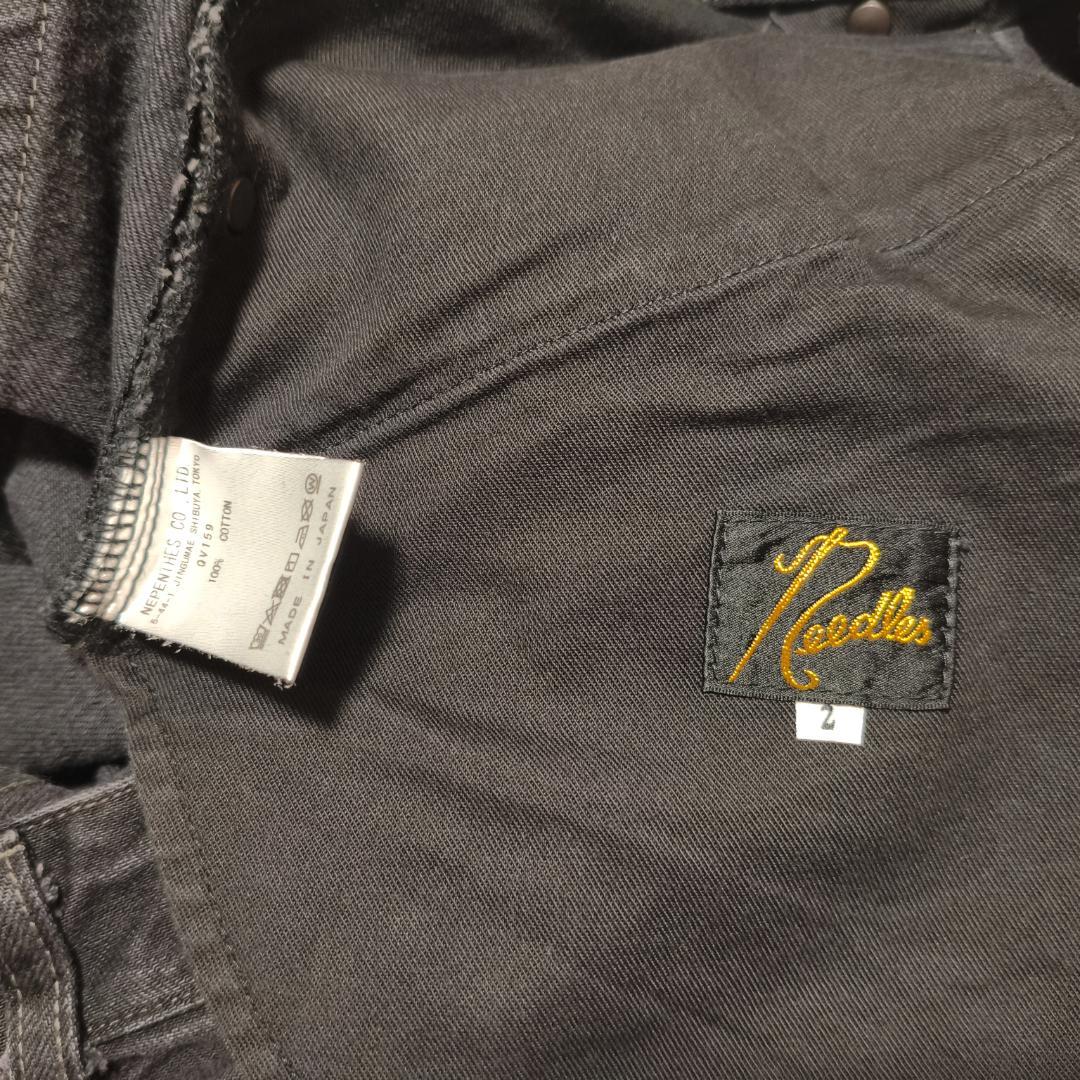 NEPENTHES CO.,LTD.
5-44-1 JINGUMAE SHIBUYA.TOKYO
QV159
100% COTTON
MADE IN JAPAN
Needles
2